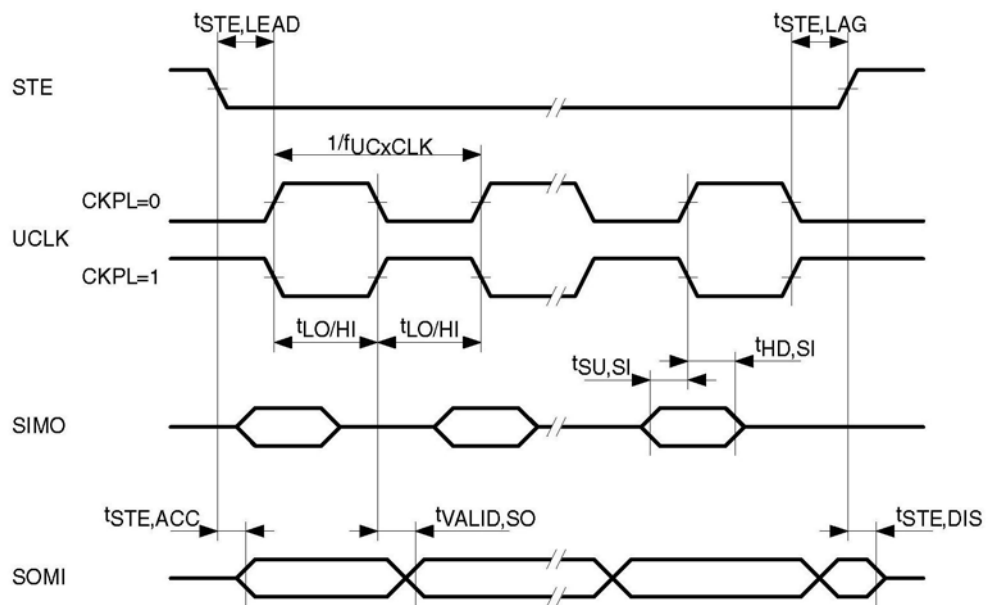 tSTE,LEAD
tSTE,LAG
STE
1/fUCxCLK
CKPL=0
UCLK
CKPL=1
tLO/HI
tLO/HI
tHD,SI
tSU,SI
SIMO
tSTE,ACC
tVALID,SO
tSTE,DIS
SOMI